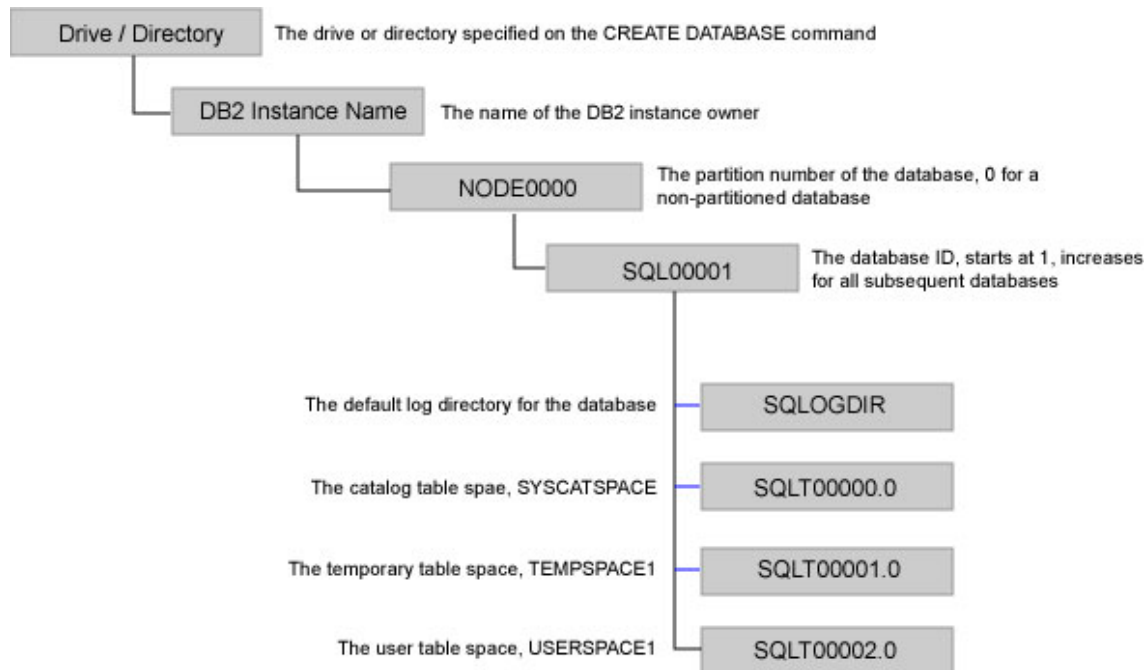 Drive / Directory
The drive or directory specified on the CREATE DATABASE command
DB2 Instance Name
The name of the DB2 instance owner
NODE0000
The partition number of the database, 0 for a
non-partitioned database
SQL00001
The database ID, starts at 1, increases
for all subsequent databases
The default log directory for the database
SQLOGDIR
The catalog table spae, SYSCATSPACE
SQLT00000.0
The temporary table space, TEMPSPACE1
SQLT00001.0
The user table space, USERSPACE1
SQLT00002.0